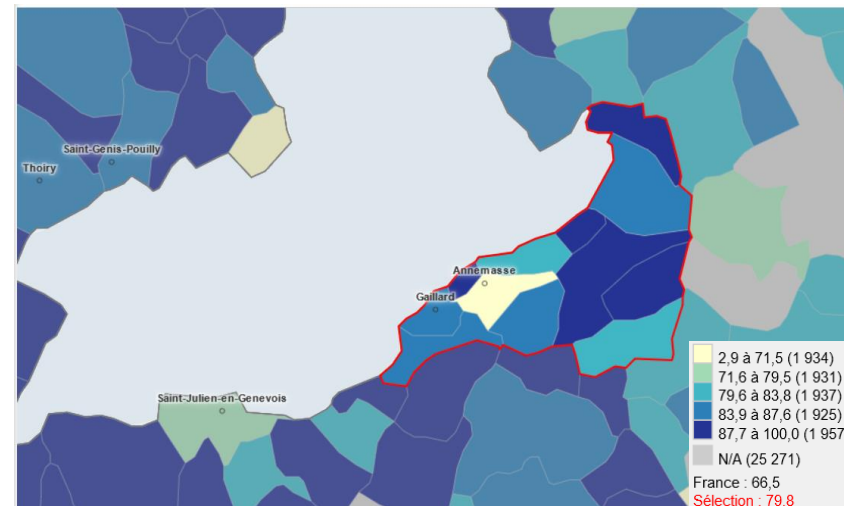 Saint-Genis-Pouilly
Thoiry
Annemasse
Gaillard
Saint-Julien-en-Genevois
2,9 à 71,5 (1 934)
71,6 à 79,5 (1 931)
79,6 à 83,8 (1 937)
83,9 à 87,6 (1 925)
87,7 à 100,0 (1 957
N/A (25 271)
France : 66,5
Sélection : 79,8